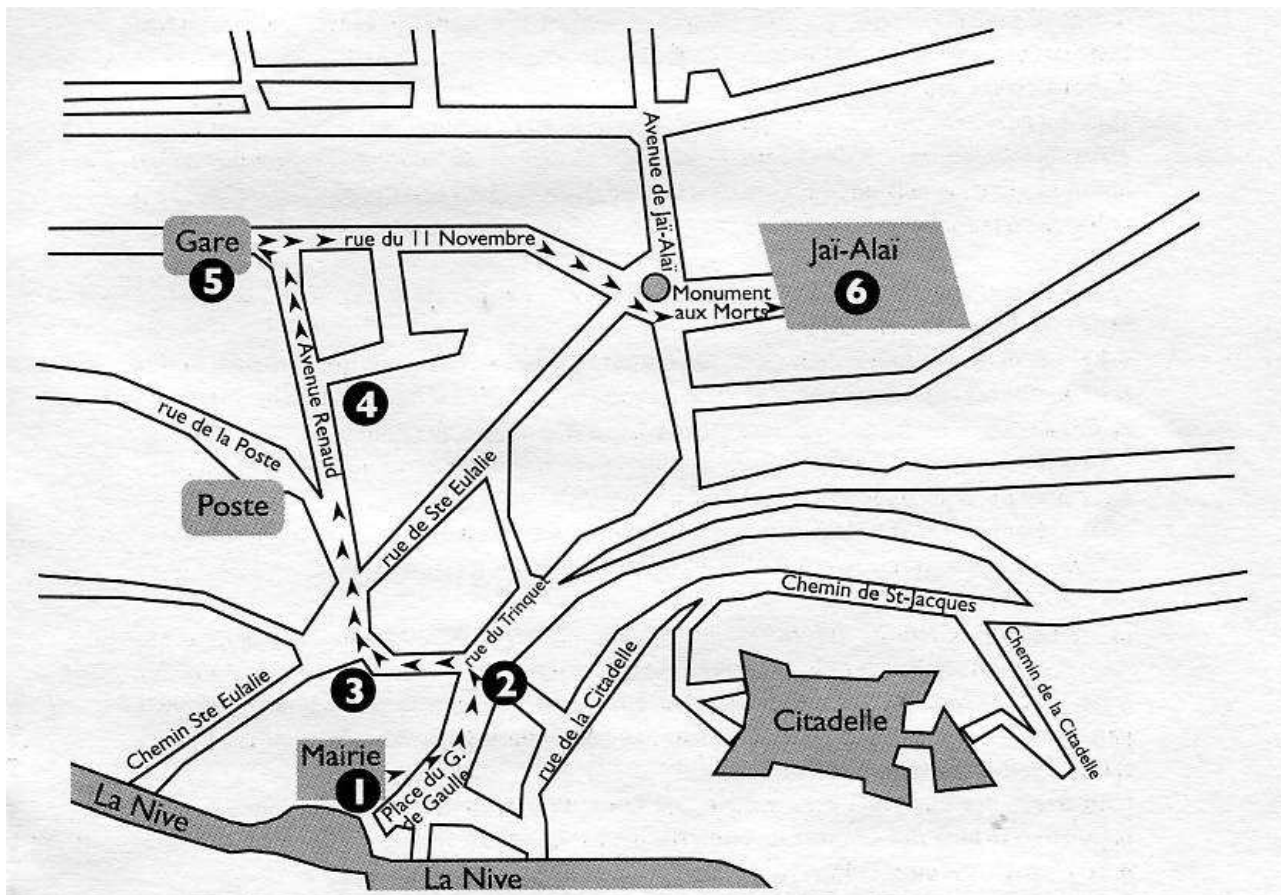 Avenue de Jaï-Alaï
Gare
5
rue du 11 Novembre
Jaï-Alaï
6
Monument
aux Morts
Avenue Renaud
4
rue de la Poste
Poste
rue de Ste Eulalie
rue du Trinquet
Chemin de St-Jacques
Chemin de la Citadelle
3
2
rue de la Citadelle
Citadelle
Chemin Ste Eulalie
Mairie
1
Place du G.
de Gaulle
La Nive
La Nive